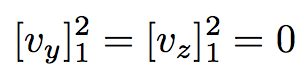 $[v_y]_1^2 = [v_z]_1^2 = 0$